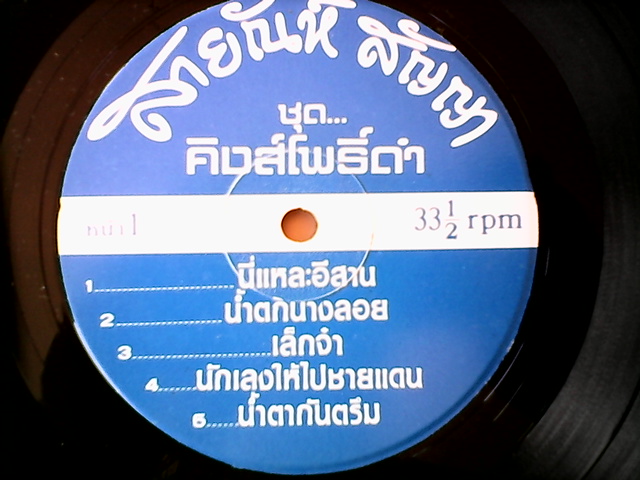 สายัณห์ สัญญา
ชุด...
คิงส์โพธิ์ดำ
หน้า 1
33 1/2 rpm
1..............................นี่แหละอีสาน
2.......................น้ำตกนางลอย
3..............................เล็กจ๋า
4......นักเลงให้ไปชายแดน
5.....น้ำตากันตรึม